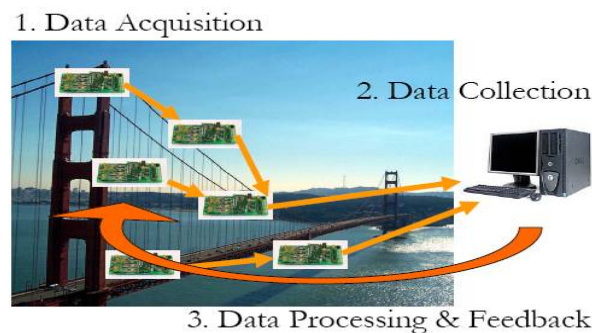 1. Data Acquisition
2. Data Collection
3. Data Processing & Feedback